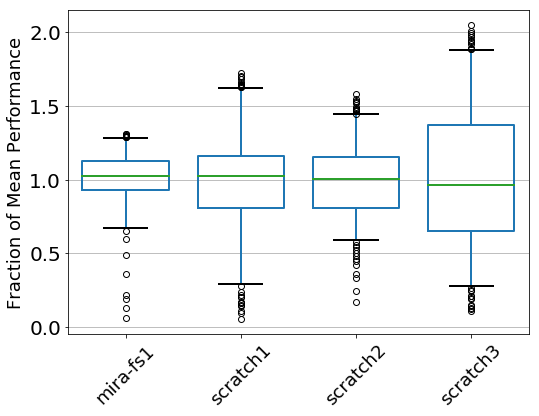 Fraction of Mean Performance
2.0
1.5
1.0
0.5
0.0
mira-fs1
scratch1
scratch2
scratch3